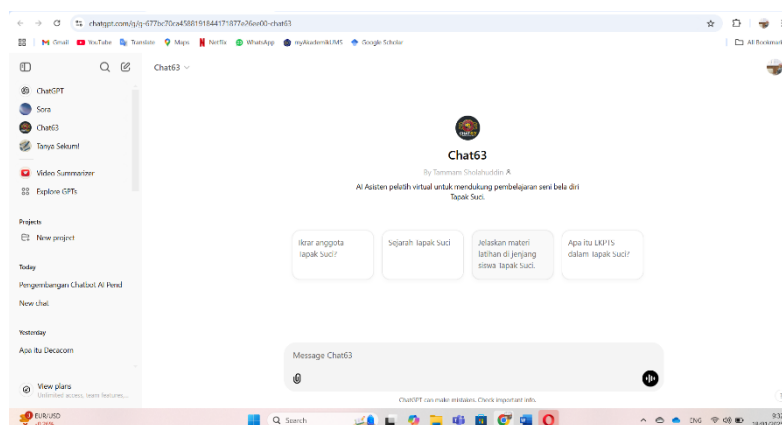 chatgpt.com/g/g-677bc70ca4588191844171877e26ee00-chat63
Gmail YouTube Translate Maps Netflix WhatsApp myAkademikUMS Google Scholar All Bookmarks
Chat63
ChatGPT
Sora
Chat63
Tanya Sekum!
Video Summarizer
Explore GPTs
Projects
New project
Today
Pengembangan Chatbot AI Pend
New chat
Yesterday
Apa itu Decacorn
View plans
Unlimited access, team features,...
Chat63
By Tammam Sholahuddin
AI Asisten pelatih virtual untuk mendukung pembelajaran seni bela diri
Tapak Suci.
Ikrar anggota
Tapak Suci?
Sejarah Tapak Suci
Jelaskan materi
latihan di jenjang
siswa Tapak Suci.
Apa itu LKPTS
dalam Tapak Suci?
Message Chat63
ChatGPT can make mistakes. Check important info.
EUR/USD
Search
ENG